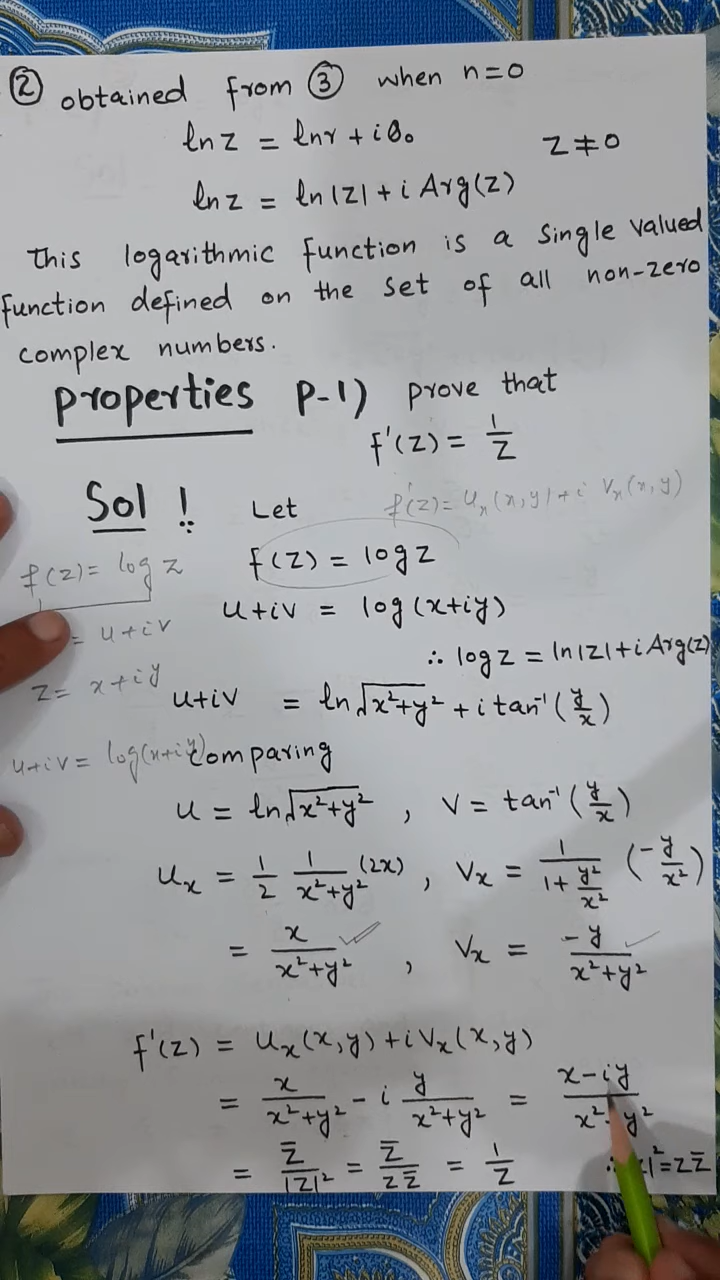 ② obtained from ③ when n=0
ln z = ln r + iθ₀ z ≠ 0
ln z = ln |z| + i Arg(z)
This logarithmic function is a single valued
function defined on the set of all non-zero
complex numbers.
Properties P-1) prove that
f'(z) = 1/z
Sol! Let f'(z) = uₓ(x,y) + i vₓ(x,y)
f(z) = log z f(z) = log z
u+iv = log(x+iy)
= u+iv
∴ log z = ln|z| + i Arg(z)
z = x+iy
u+iv = ln √(x²+y²) + i tan⁻¹(y/x)
u+iv = log(x+iy) Comparing
u = ln √(x²+y²) , v = tan⁻¹(y/x)
uₓ = 1/2 1/(x²+y²) (2x) , vₓ = 1/(1+y²/x²) (-y/x²)
= x/(x²+y²) , vₓ = -y/(x²+y²)
f'(z) = uₓ(x,y) + i vₓ(x,y)
= x/(x²+y²) - i y/(x²+y²) = (x-iy)/(x²+y²)
= z̄/|z|² = z̄/(z z̄) = 1/z ∴ |z|² = z z̄